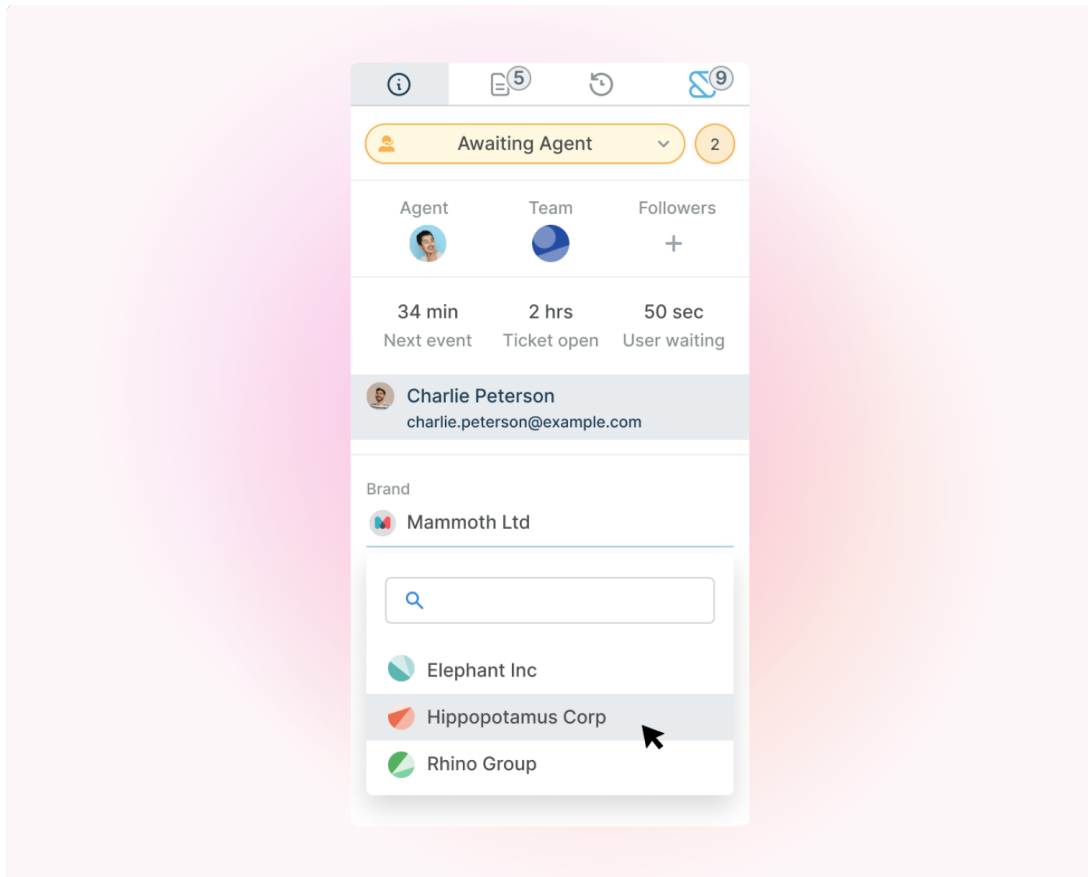 5
9
Awaiting Agent
2
Agent Team Followers
34 min 2 hrs 50 sec
Next event Ticket open User waiting
Charlie Peterson
charlie.peterson@example.com
Brand
Mammoth Ltd
Elephant Inc
Hippopotamus Corp
Rhino Group